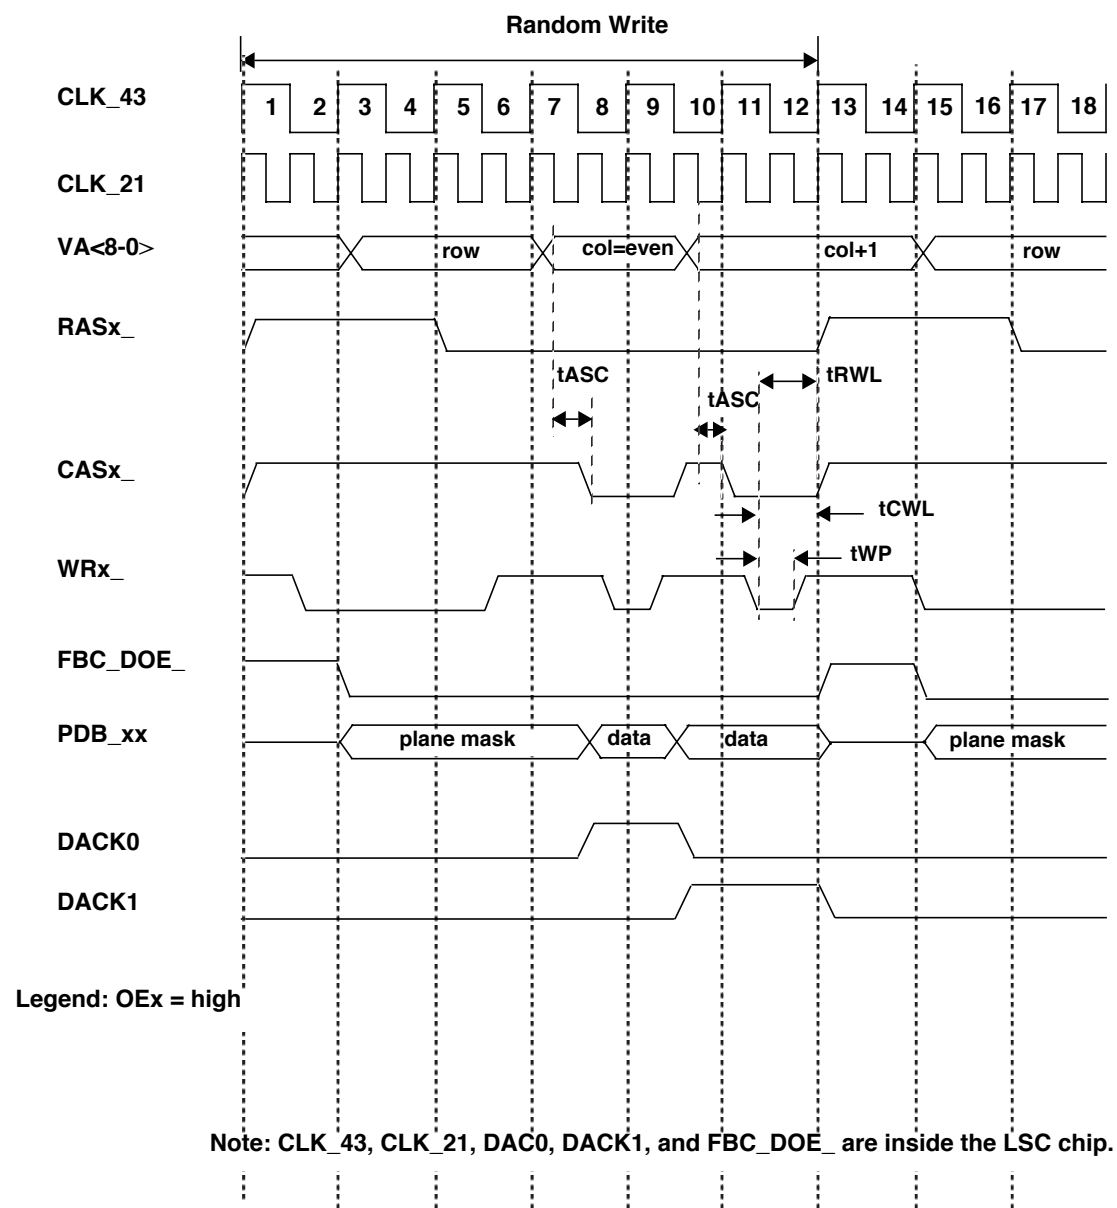 Random Write
CLK_43 1 2 3 4 5 6 7 8 9 10 11 12 13 14 15 16 17 18
CLK_21
VA<8-0> row col=even col+1 row
RASx_
tASC tRWL
tASC
CASx_
tCWL
tWP
WRx_
FBC_DOE_
PDB_xx plane mask data data plane mask
DACK0
DACK1
Legend: OEx = high
Note: CLK_43, CLK_21, DAC0, DACK1, and FBC_DOE_ are inside the LSC chip.